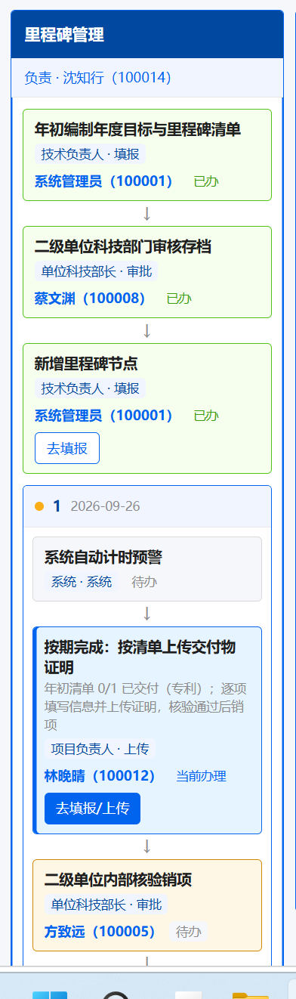 里程碑管理
负责 · 沈知行（100014）
年初编制年度目标与里程碑清单
技术负责人 · 填报
系统管理员（100001） 已办
↓
二级单位科技部门审核存档
单位科技部长 · 审批
蔡文渊（100008） 已办
↓
新增里程碑节点
技术负责人 · 填报
系统管理员（100001） 已办
去填报
1 2026-09-26
系统自动计时预警
系统 · 系统 待办
↓
按期完成：按清单上传交付物
证明
年初清单 0/1 已交付（专利）；逐项
填写信息并上传证明，核验通过后销
项
项目负责人 · 上传
林晚晴（100012） 当前办理
去填报/上传
↓
二级单位内部核验销项
单位科技部长 · 审批
方致远（100005） 待办